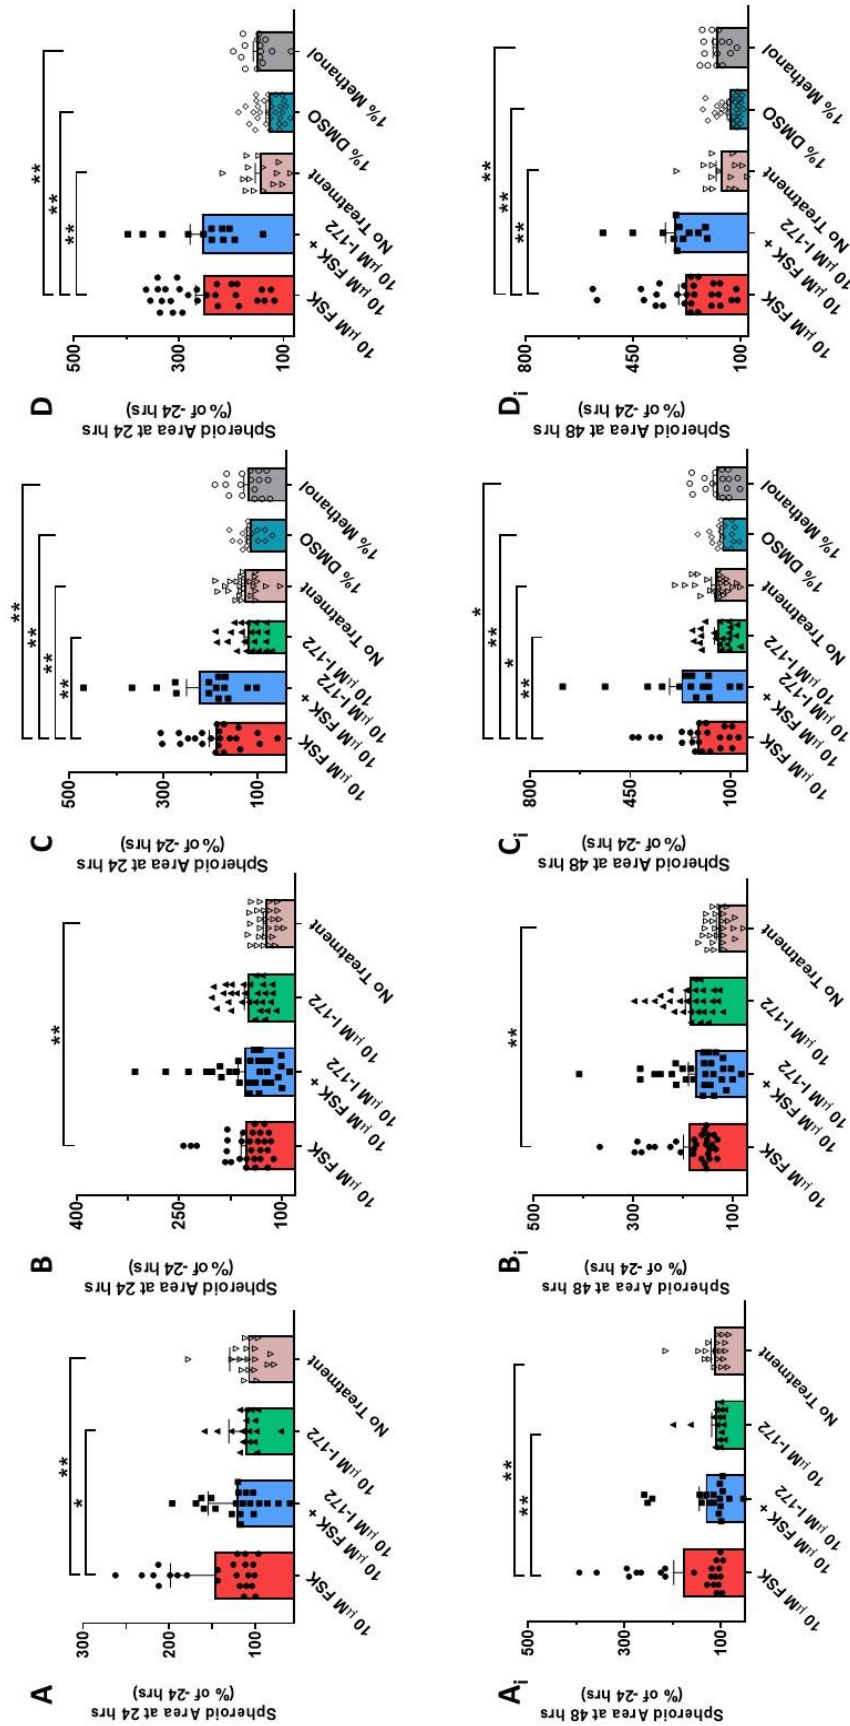 A
Spheroid Area at 24 hrs
(% of -24 hrs)
300
200
100
**
*
10 µM FSK
10 µM FSK +
10 µM I-172
10 µM I-172
No Treatment
B
Spheroid Area at 24 hrs
(% of -24 hrs)
400
250
100
**
10 µM FSK
10 µM FSK +
10 µM I-172
10 µM I-172
No Treatment
C
Spheroid Area at 24 hrs
(% of -24 hrs)
500
300
100
**
**
**
**
10 µM FSK
10 µM FSK +
10 µM I-172
10 µM I-172
No Treatment
1% DMSO
1% Methanol
D
Spheroid Area at 24 hrs
(% of -24 hrs)
500
300
100
**
**
**
10 µM FSK
10 µM FSK +
10 µM I-172
No Treatment
1% DMSO
1% Methanol
Ai
Spheroid Area at 48 hrs
(% of -24 hrs)
500
300
100
**
**
10 µM FSK
10 µM FSK +
10 µM I-172
10 µM I-172
No Treatment
Bi
Spheroid Area at 48 hrs
(% of -24 hrs)
500
300
100
**
10 µM FSK
10 µM FSK +
10 µM I-172
10 µM I-172
No Treatment
Ci
Spheroid Area at 48 hrs
(% of -24 hrs)
800
450
100
*
**
*
**
10 µM FSK
10 µM FSK +
10 µM I-172
10 µM I-172
No Treatment
1% DMSO
1% Methanol
Di
Spheroid Area at 48 hrs
(% of -24 hrs)
800
450
100
**
**
**
10 µM FSK
10 µM FSK +
10 µM I-172
No Treatment
1% DMSO
1% Methanol